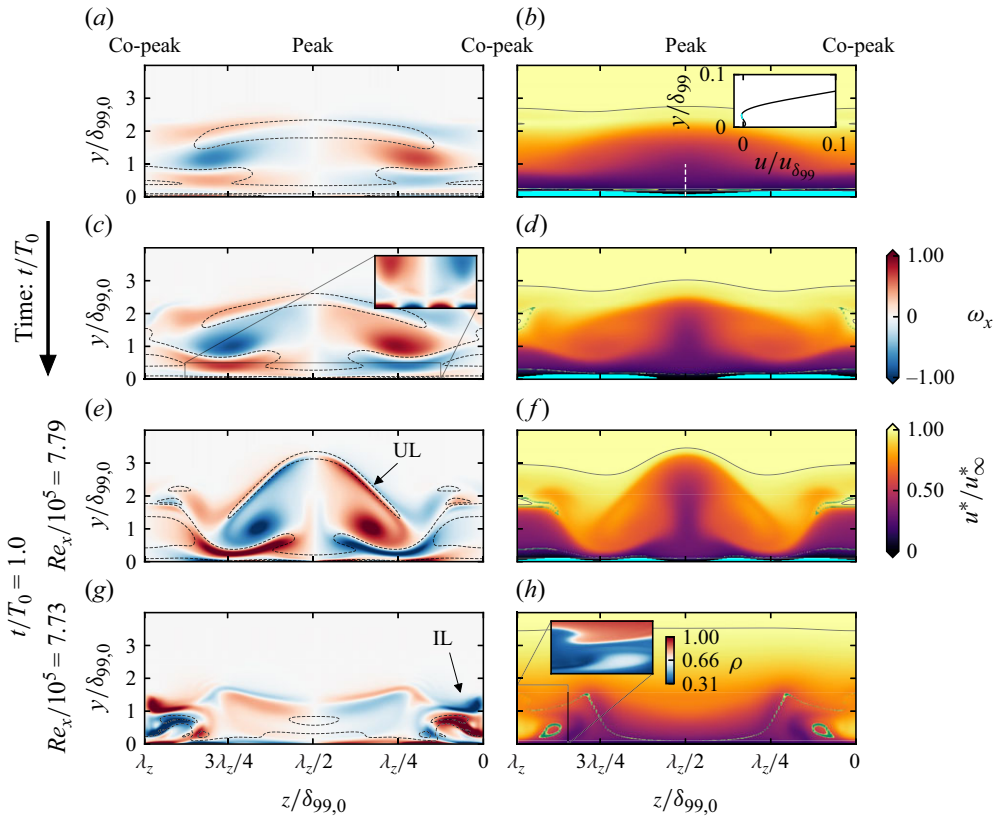 (a)
(b)
Co-peak Peak Co-peak Peak Co-peak
3
2
1
0
y/δ99,0
0.1
0
y/δ99
0 0.1
u/uδ99
(c)
(d)
Time: t/T0
3
2
1
0
y/δ99,0
1.00
0
–1.00
ωx
(e)
(f)
t/T0 = 1.0
Rex/10^5 = 7.79
3
2
1
0
y/δ99,0
UL
1.00
0.50
0
u*/u*∞
(g)
(h)
Rex/10^5 = 7.73
3
2
1
0
y/δ99,0
IL
1.00
0.66
0.31
ρ
λz 3λz/4 λz/2 λz/4 0 λz 3λz/4 λz/2 λz/4 0
z/δ99,0 z/δ99,0